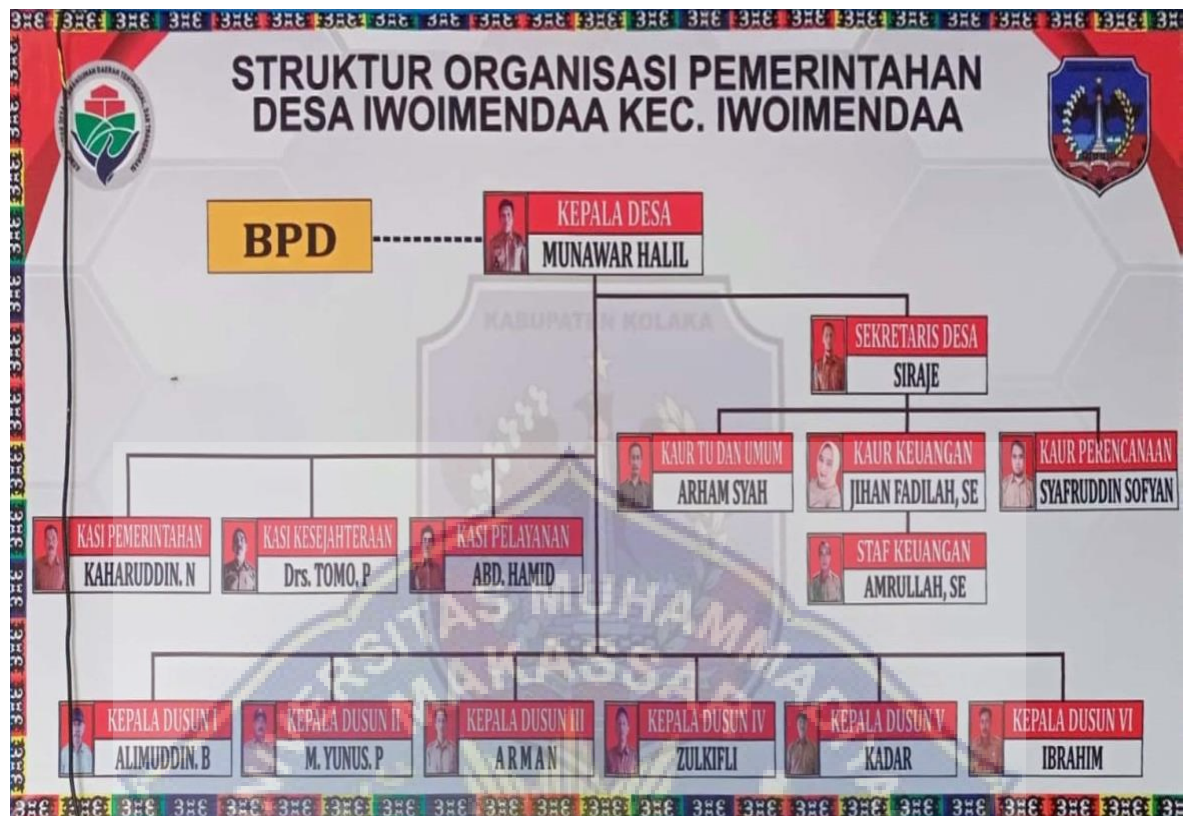 STRUKTUR ORGANISASI PEMERINTAHAN
DESA IWOIMENDAA KEC. IWOIMENDAA
BPD
KEPALA DESA
MUNAWAR HALIL
KABUPATEN KOLAKA
SEKRETARIS DESA
SIRAJE
KAUR TU DAN UMUM
ARHAM SYAH
KAUR KEUANGAN
JIHAN FADILAH, SE
KAUR PERENCANAAN
SYAFRUDDIN SOFYAN
KASI PEMERINTAHAN
KAHARUDDIN. N
KASI KESEJAHTERAAN
Drs. TOMO. P
KASI PELAYANAN
ABD. HAMID
STAF KEUANGAN
AMRULLAH, SE
MUHAMMADIYAH
MAKASSAR
KEPALA DUSUN I
ALIMUDDIN. B
KEPALA DUSUN II
M. YUNUS. P
KEPALA DUSUN III
ARMAN
KEPALA DUSUN IV
ZULKIFLI
KEPALA DUSUN V
KADAR
KEPALA DUSUN VI
IBRAHIM